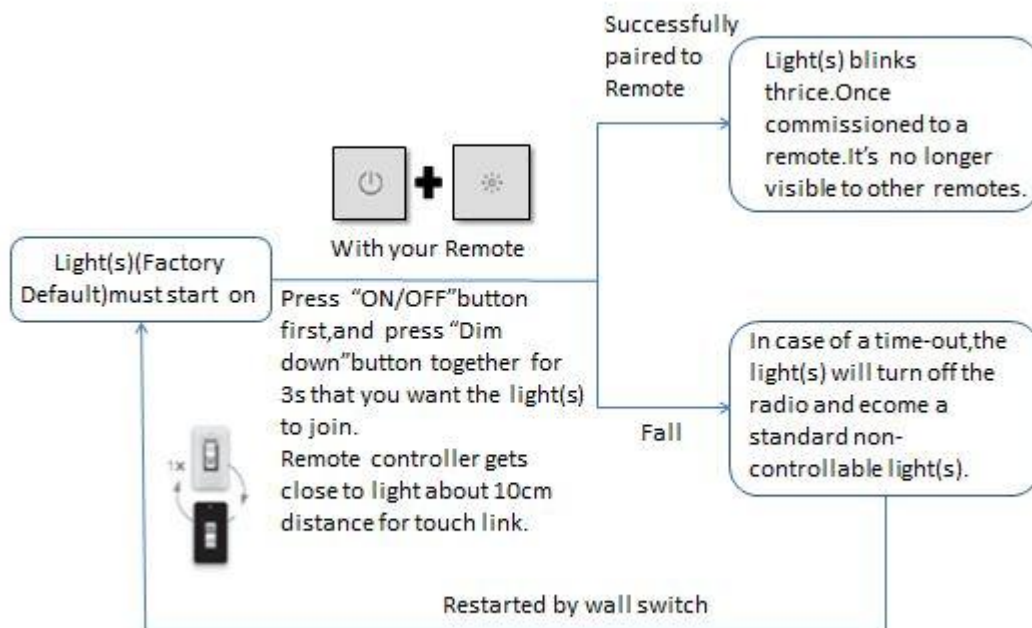 Successfully
paired to
Remote
Light(s) blinks
thrice.Once
commissioned to a
remote.It's no longer
visible to other remotes.
With your Remote
Light(s)(Factory
Default)must start on
Press “ON/OFF”button
first,and press “Dim
down”button together for
3s that you want the light(s)
to join.
Remote controller gets
close to light about 10cm
distance for touch link.
In case of a time-out,the
light(s) will turn off the
radio and ecome a
standard non-
controllable light(s).
Fall
1x
Restarted by wall switch